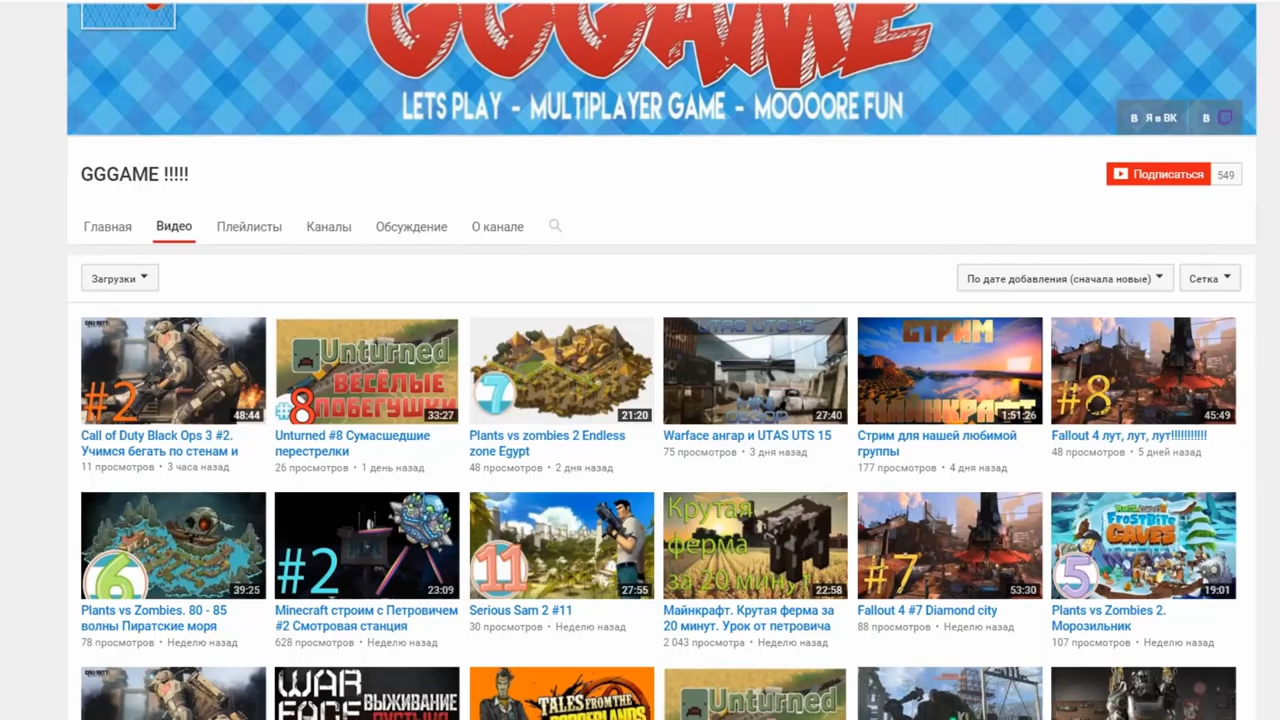 GGGAME
LETS PLAY - MULTIPLAYER GAME - MOOOORE FUN
В Я в ВК
В
GGGAME !!!!!
Подписаться 549
Главная Видео Плейлисты Каналы Обсуждение О канале
Загрузки
По дате добавления (сначала новые) Сетка
#2
48:44
Unturned
#8 ВЕСЁЛЫЕ ПОБЕГУШКИ
33:27
7
21:20
UTAS UTS-15
27:40
СТРИМ
МАЙНКРАФТ
1:51:26
#8
45:49
Call of Duty Black Ops 3 #2.
Учимся бегать по стенам и
11 просмотров • 3 часа назад
Unturned #8 Сумасшедшие
перестрелки
26 просмотров • 1 день назад
Plants vs zombies 2 Endless
zone Egypt
48 просмотров • 2 дня назад
Warface ангар и UTAS UTS 15
75 просмотров • 3 дня назад
Стрим для нашей любимой
группы
177 просмотров • 4 дня назад
Fallout 4 лут, лут, лут!!!!!!!!!!!
48 просмотров • 5 дней назад
6
39:25
#2
23:09
11
27:55
Крутая
ферма
за 20 минут
22:58
#7
53:30
FROSTBITE
CAVES
5
19:01
Plants vs Zombies. 80 - 85
волны Пиратские моря
78 просмотров • Неделю назад
Minecraft строим с Петровичем
#2 Смотровая станция
628 просмотров • Неделю назад
Serious Sam 2 #11
30 просмотров • Неделю назад
Майнкрафт. Крутая ферма за
20 минут. Урок от петровича
2 043 просмотра • Неделю назад
Fallout 4 #7 Diamond city
88 просмотров • Неделю назад
Plants vs Zombies 2.
Морозильник
107 просмотров • Неделю назад
WAR
FACE
ВЫЖИВАНИЕ
ПУСТЫНЯ
TALES FROM THE
BORDERLANDS
Unturned